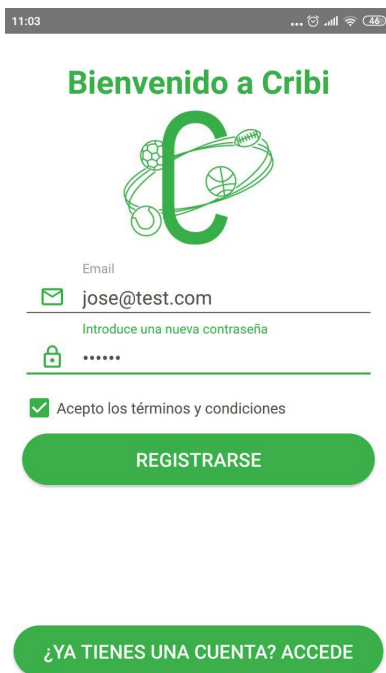 11:03
... 46
Bienvenido a Cribi
C
Email
jose@test.com
Introduce una nueva contraseña
••••••
Acepto los términos y condiciones
REGISTRARSE
¿YA TIENES UNA CUENTA? ACCEDE